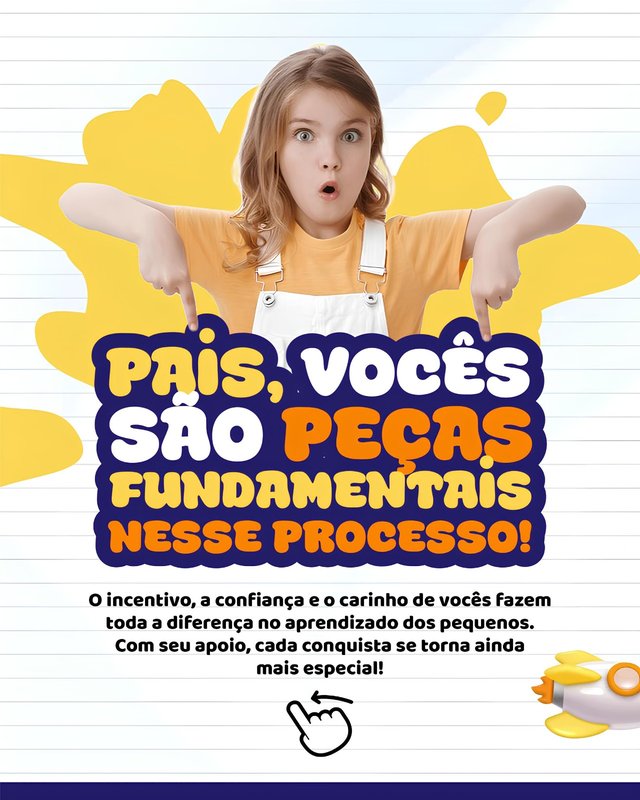 PAIS, VOCÊS
SÃO PEÇAS
FUNDAMENTAIS
NESSE PROCESSO!
O incentivo, a confiança e o carinho de vocês fazem
toda a diferença no aprendizado dos pequenos.
Com seu apoio, cada conquista se torna ainda
mais especial!